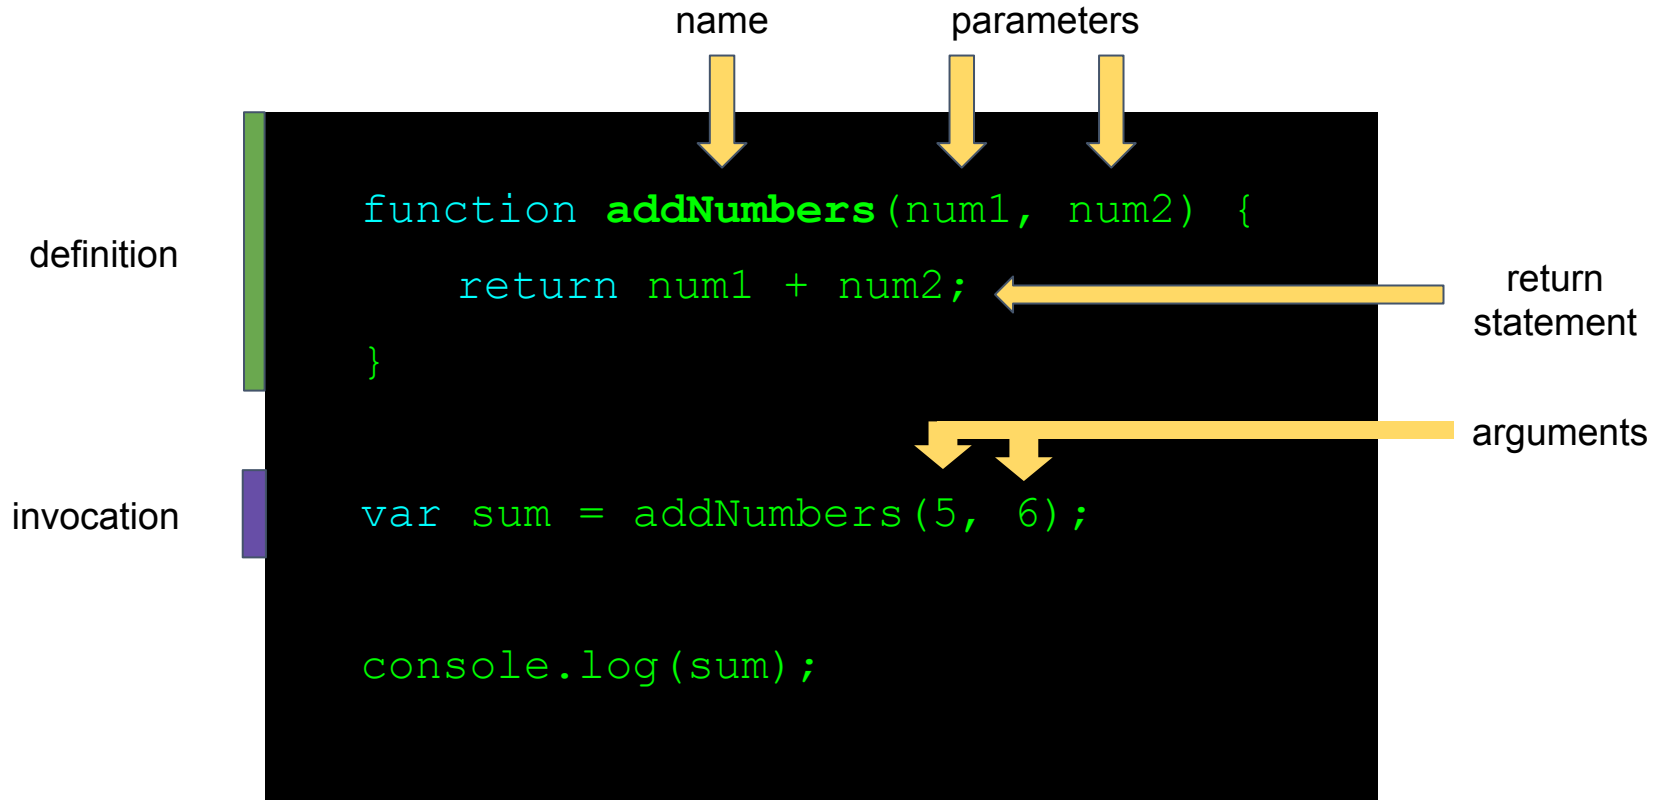 name parameters
function addNumbers(num1, num2) {
definition
return num1 + num2;
return
statement
}
arguments
invocation
var sum = addNumbers(5, 6);
console.log(sum);